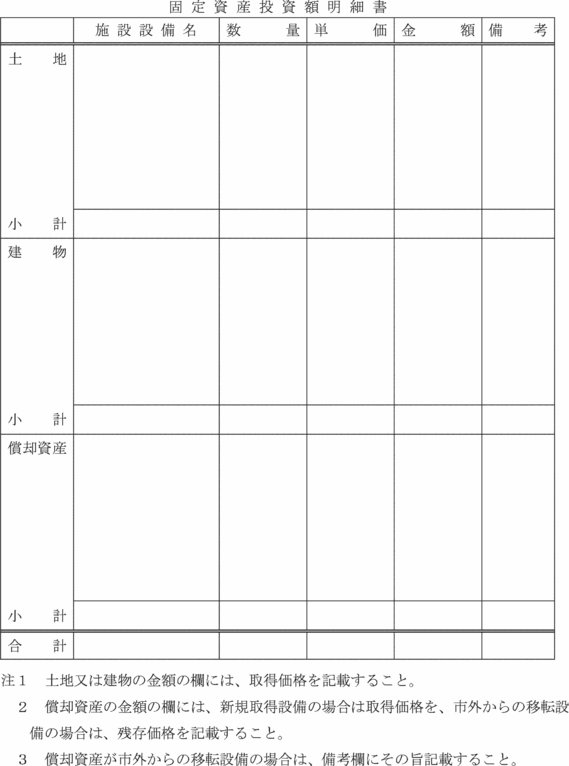 固定資産投資額明細書
施設設備名 数量 単価 金額 備考
土地
小計
建物
小計
償却資産
小計
合計
注１　土地又は建物の金額の欄には、取得価格を記載すること。
２　償却資産の金額の欄には、新規取得設備の場合は取得価格を、市外からの移転設
備の場合は、残存価格を記載すること。
３　償却資産が市外からの移転設備の場合は、備考欄にその旨記載すること。